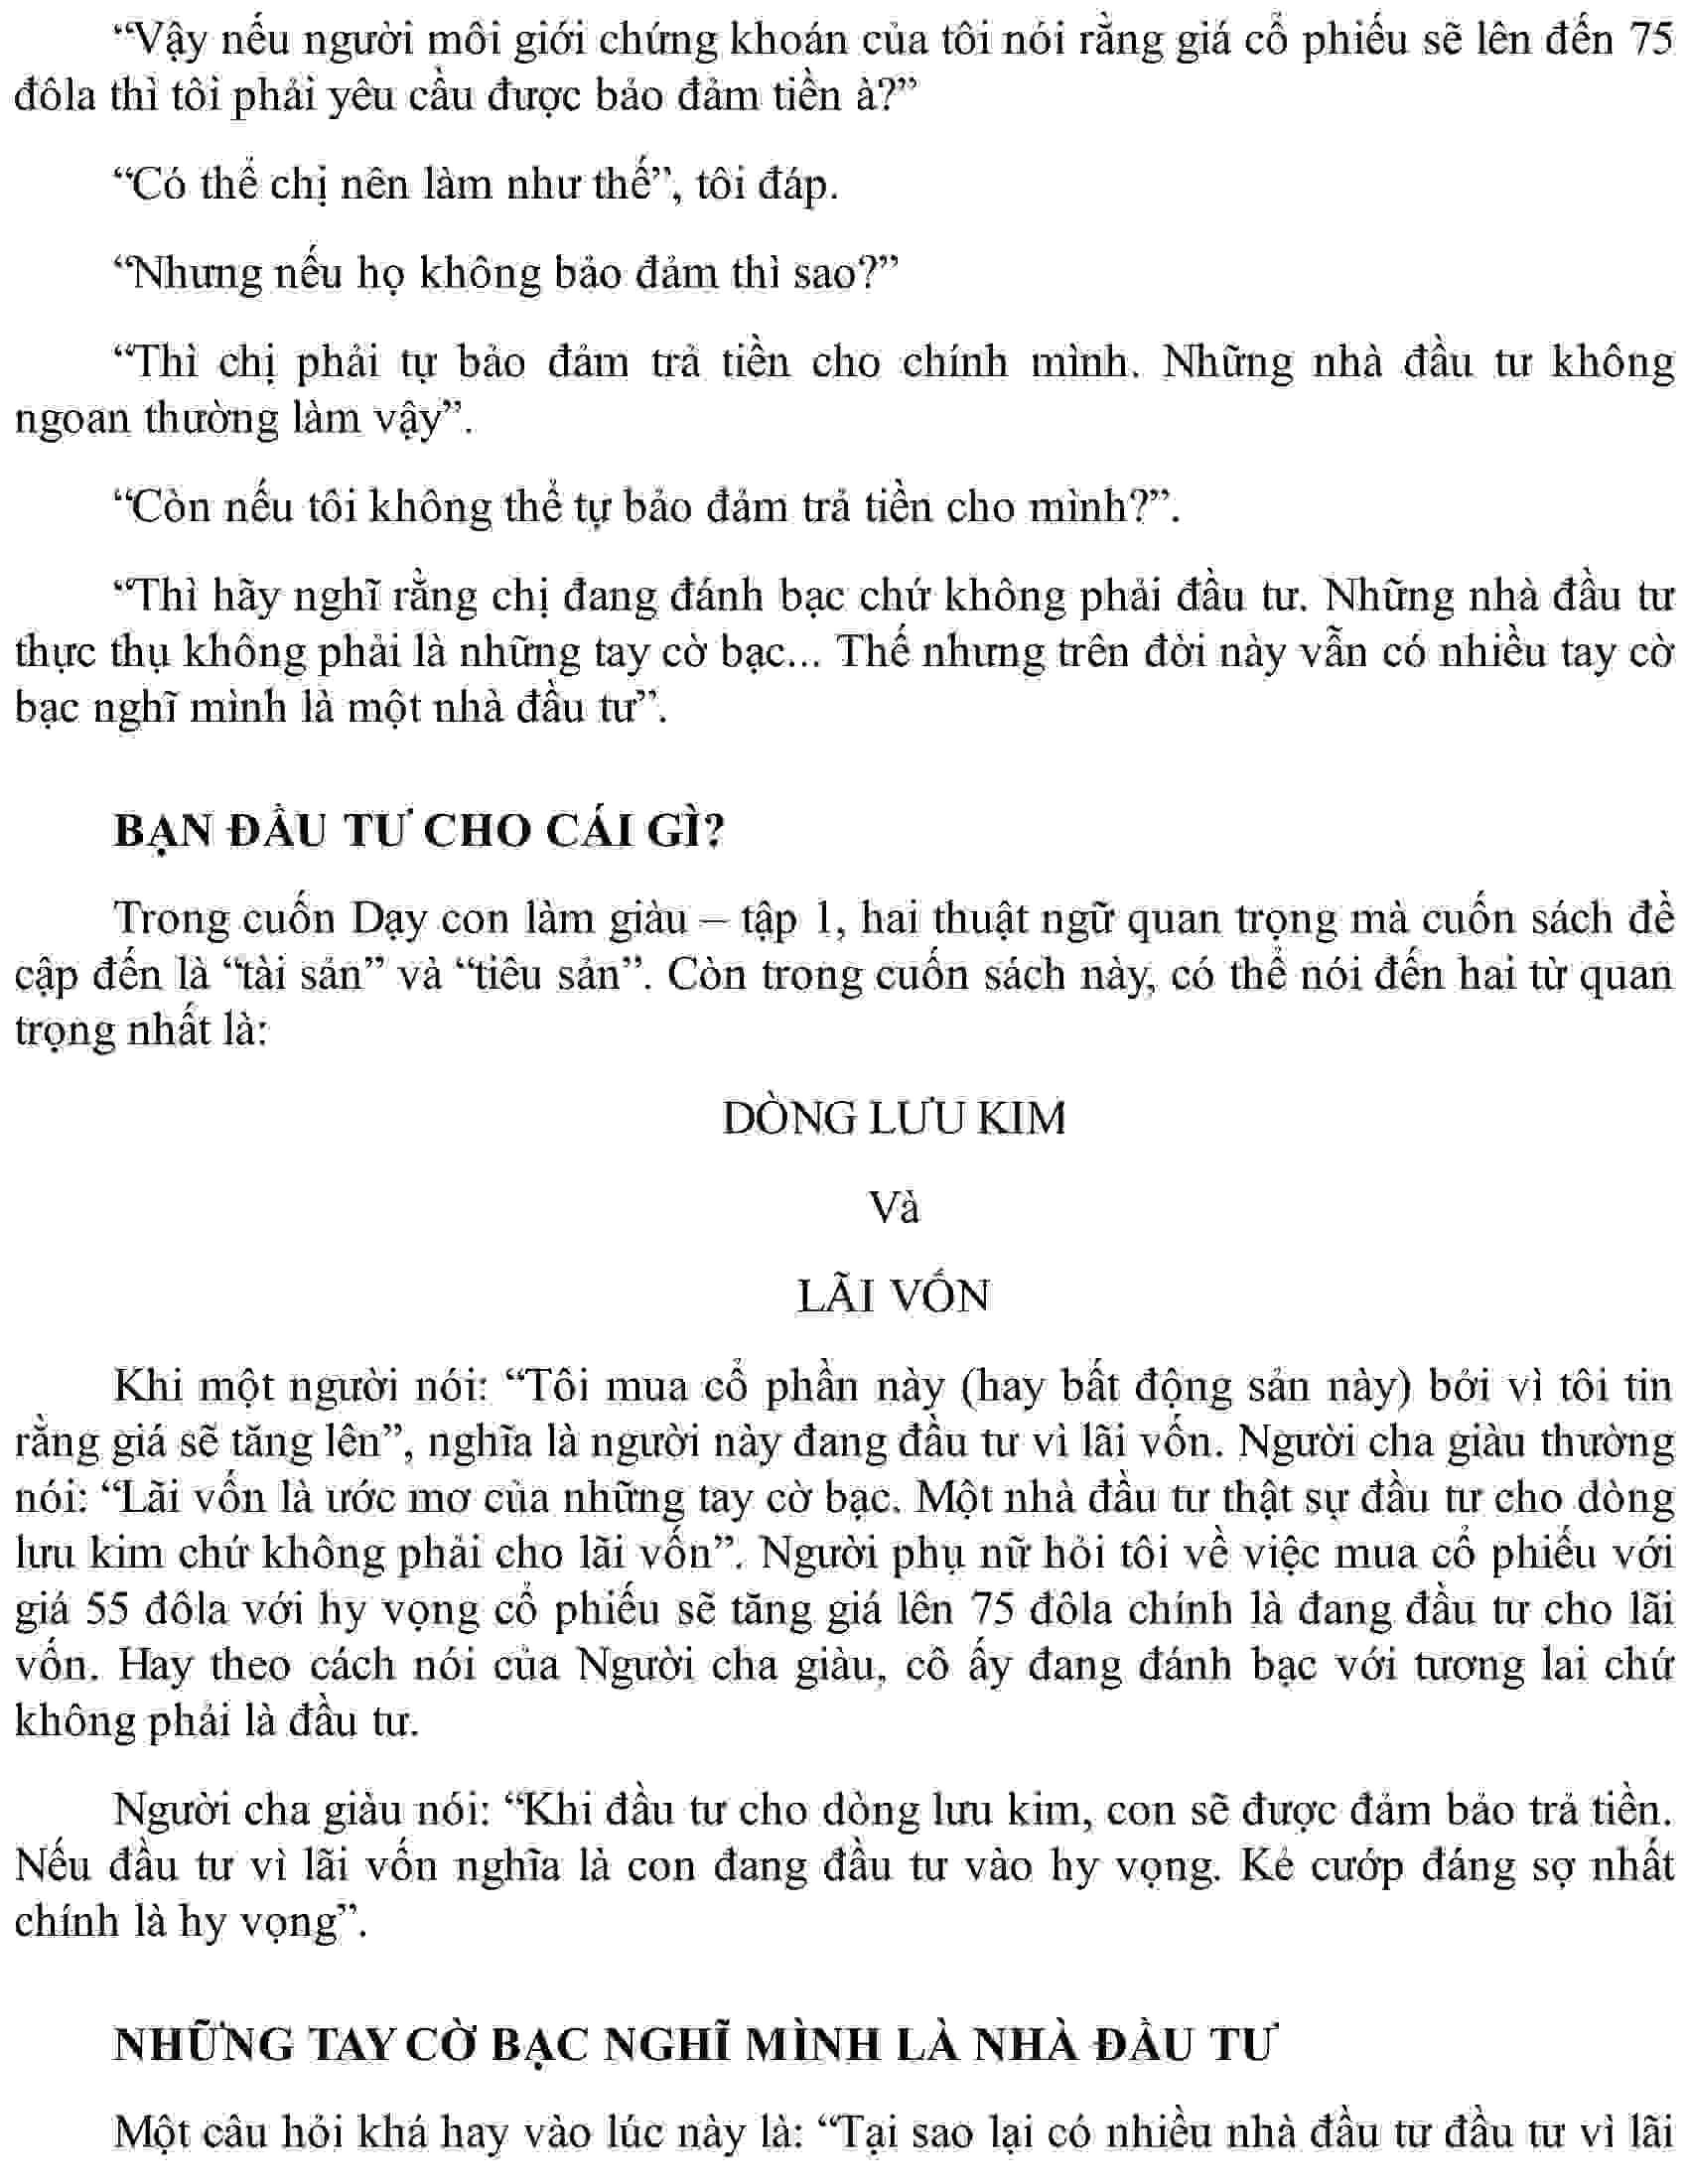 “Vậy nếu người môi giới chứng khoán của tôi nói rằng giá cổ phiếu sẽ lên đến 75
đôla thì tôi phải yêu cầu được bảo đảm tiền à?”
“Có thể chị nên làm như thế”, tôi đáp.
“Nhưng nếu họ không bảo đảm thì sao?”
“Thì chị phải tự bảo đảm trả tiền cho chính mình. Những nhà đầu tư không
ngoan thường làm vậy”.
“Còn nếu tôi không thể tự bảo đảm trả tiền cho mình?”.
“Thì hãy nghĩ rằng chị đang đánh bạc chứ không phải đầu tư. Những nhà đầu tư
thực thụ không phải là những tay cờ bạc... Thế nhưng trên đời này vẫn có nhiều tay cờ
bạc nghĩ mình là một nhà đầu tư”.
BẠN ĐẦU TƯ CHO CÁI GÌ?
Trong cuốn Dạy con làm giàu – tập 1, hai thuật ngữ quan trọng mà cuốn sách đề
cập đến là “tài sản” và “tiêu sản”. Còn trong cuốn sách này, có thể nói đến hai từ quan
trọng nhất là:
DÒNG LƯU KIM
Và
LÃI VỐN
Khi một người nói: “Tôi mua cổ phần này (hay bất động sản này) bởi vì tôi tin
rằng giá sẽ tăng lên”, nghĩa là người này đang đầu tư vì lãi vốn. Người cha giàu thường
nói: “Lãi vốn là ước mơ của những tay cờ bạc. Một nhà đầu tư thật sự đầu tư cho dòng
lưu kim chứ không phải cho lãi vốn”. Người phụ nữ hỏi tôi về việc mua cổ phiếu với
giá 55 đôla với hy vọng cổ phiếu sẽ tăng giá lên 75 đôla chính là đang đầu tư cho lãi
vốn. Hay theo cách nói của Người cha giàu, cô ấy đang đánh bạc với tương lai chứ
không phải là đầu tư.
Người cha giàu nói: “Khi đầu tư cho dòng lưu kim, con sẽ được đảm bảo trả tiền.
Nếu đầu tư vì lãi vốn nghĩa là con đang đầu tư vào hy vọng. Kẻ cướp đáng sợ nhất
chính là hy vọng”.
NHỮNG TAY CỜ BẠC NGHĨ MÌNH LÀ NHÀ ĐẦU TƯ
Một câu hỏi khá hay vào lúc này là: “Tại sao lại có nhiều nhà đầu tư đầu tư vì lãi